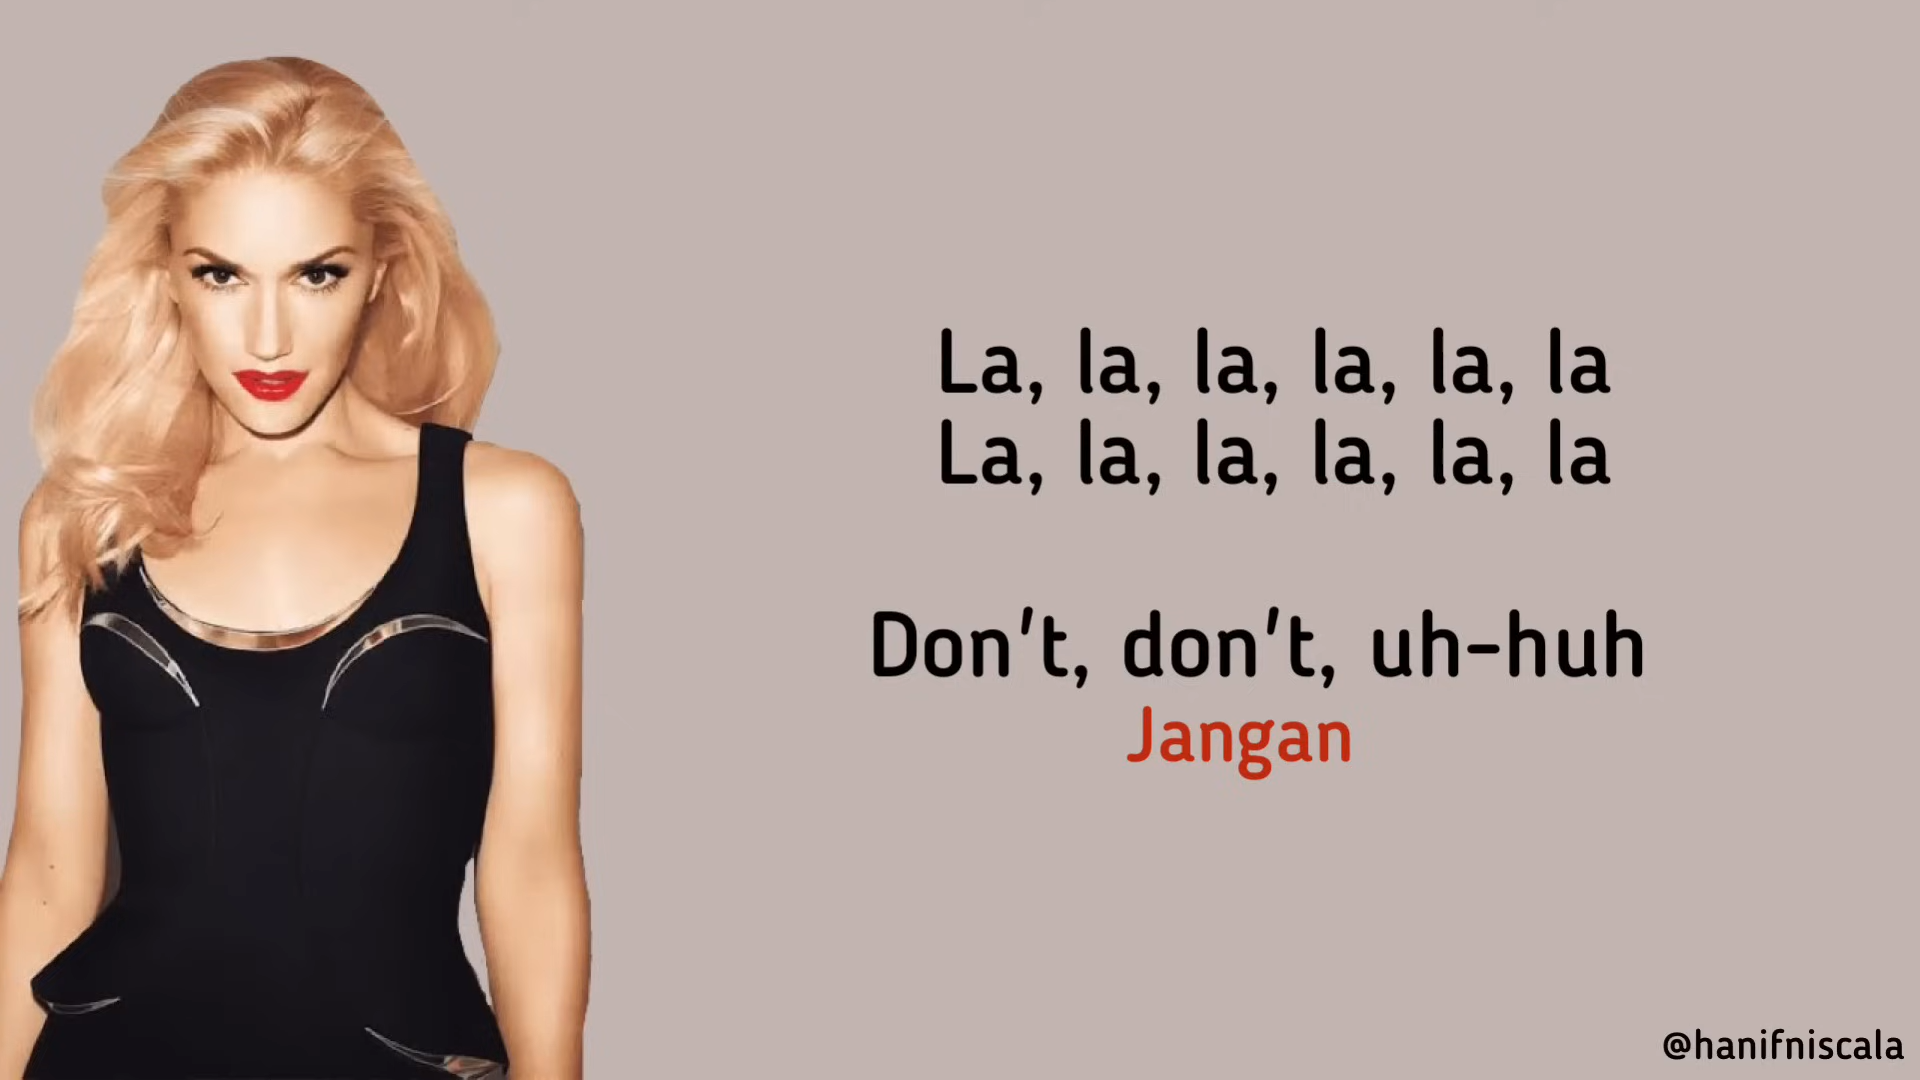 La, la, la, la, la, la
La, la, la, la, la, la
Don't, don't, uh-huh
Jangan
@hanifniscala